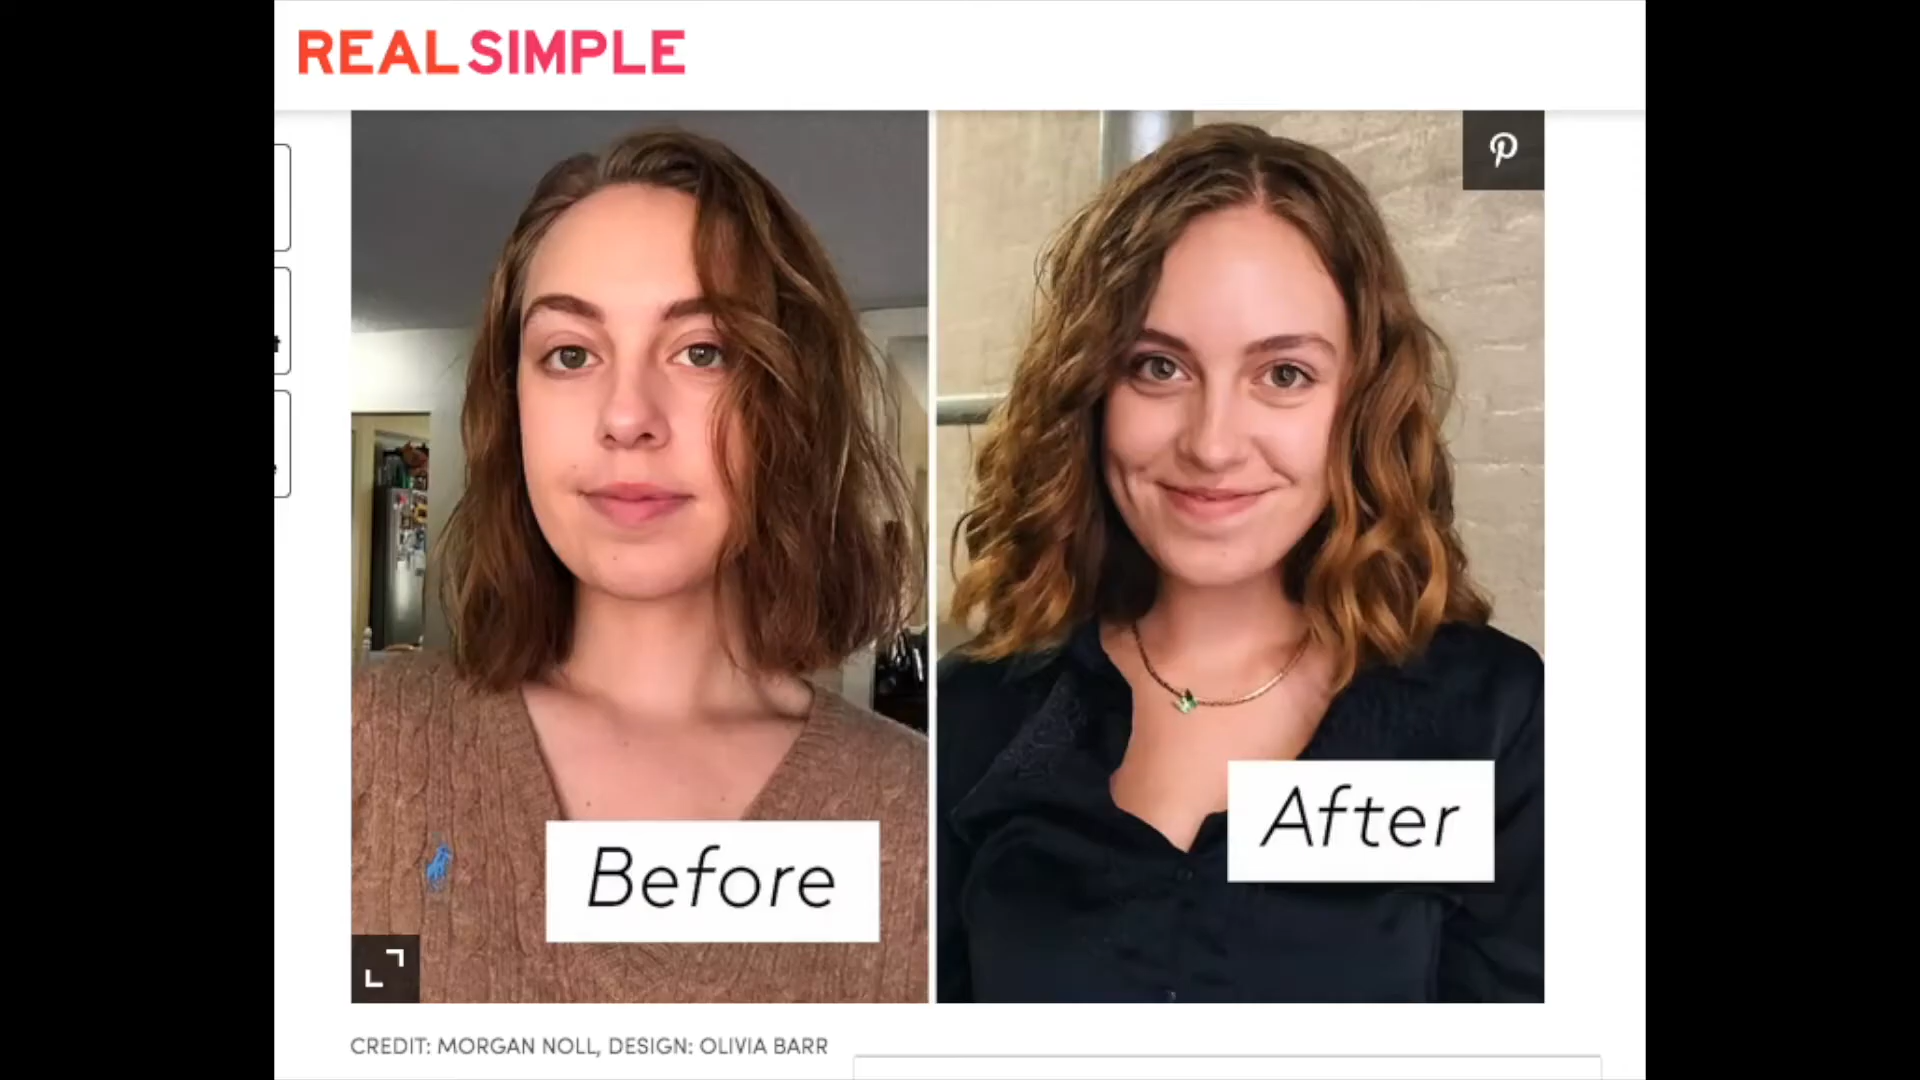 REAL SIMPLE
Before
After
CREDIT: MORGAN NOLL, DESIGN: OLIVIA BARR